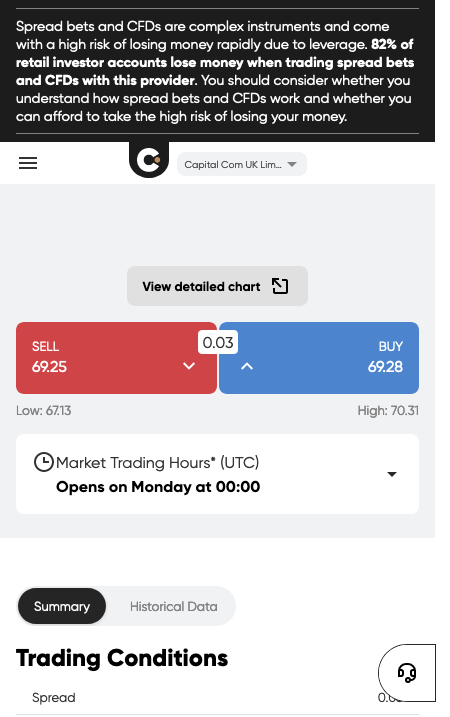 Spread bets and CFDs are complex instruments and come
with a high risk of losing money rapidly due to leverage. 82% of
retail investor accounts lose money when trading spread bets
and CFDs with this provider. You should consider whether you
understand how spread bets and CFDs work and whether you
can afford to take the high risk of losing your money.
Capital Com UK Lim...
View detailed chart
SELL
69.25
0.03
BUY
69.28
Low: 67.13
High: 70.31
Market Trading Hours* (UTC)
Opens on Monday at 00:00
Summary
Historical Data
Trading Conditions
Spread